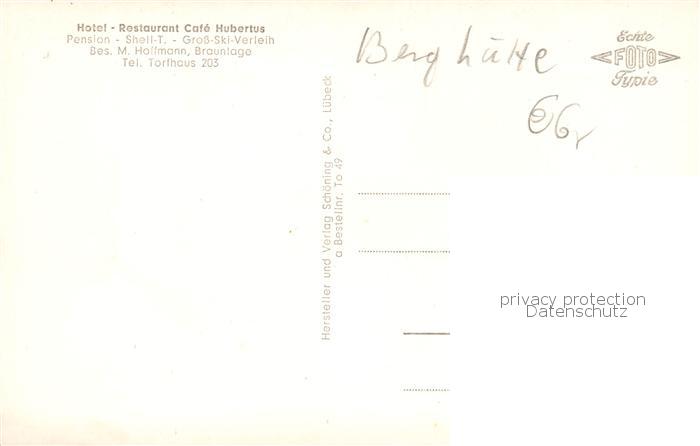 Hotel - Restaurant Café Hubertus
Pension - Shell-T. - Groß-Ski-Verleih
Bes. M. Hoffmann, Braunlage
Tel. Torfhaus 203
Berghütte
Echte
FOTO
Typie
Hersteller und Verlag Schöning & Co., Lübeck
a Bestellnr. To 49
privacy protection
Datenschutz